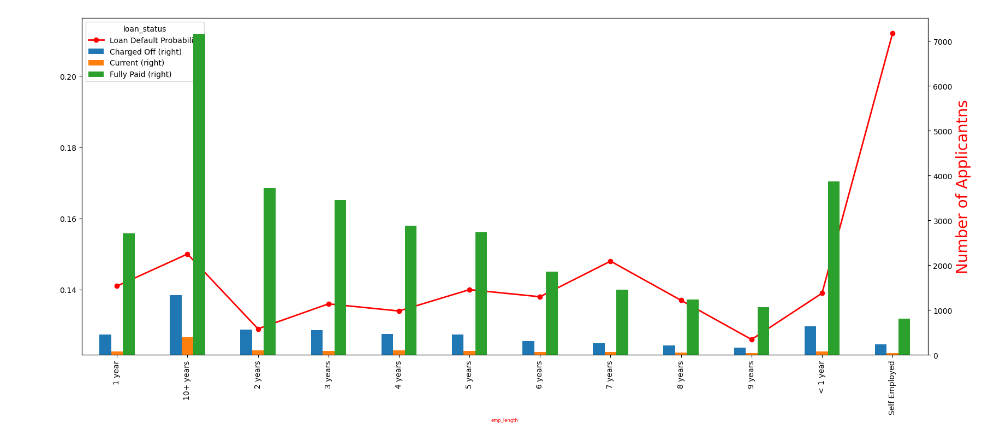 loan_status
Loan Default Probabili
Charged Off (right)
Current (right)
Fully Paid (right)
0.20
0.18
0.16
0.14
7000
6000
5000
4000
3000
2000
1000
0
Number of Applicantns
1 year
10+ years
2 years
3 years
4 years
5 years
6 years
7 years
8 years
9 years
< 1 year
Self Employed
emp_length